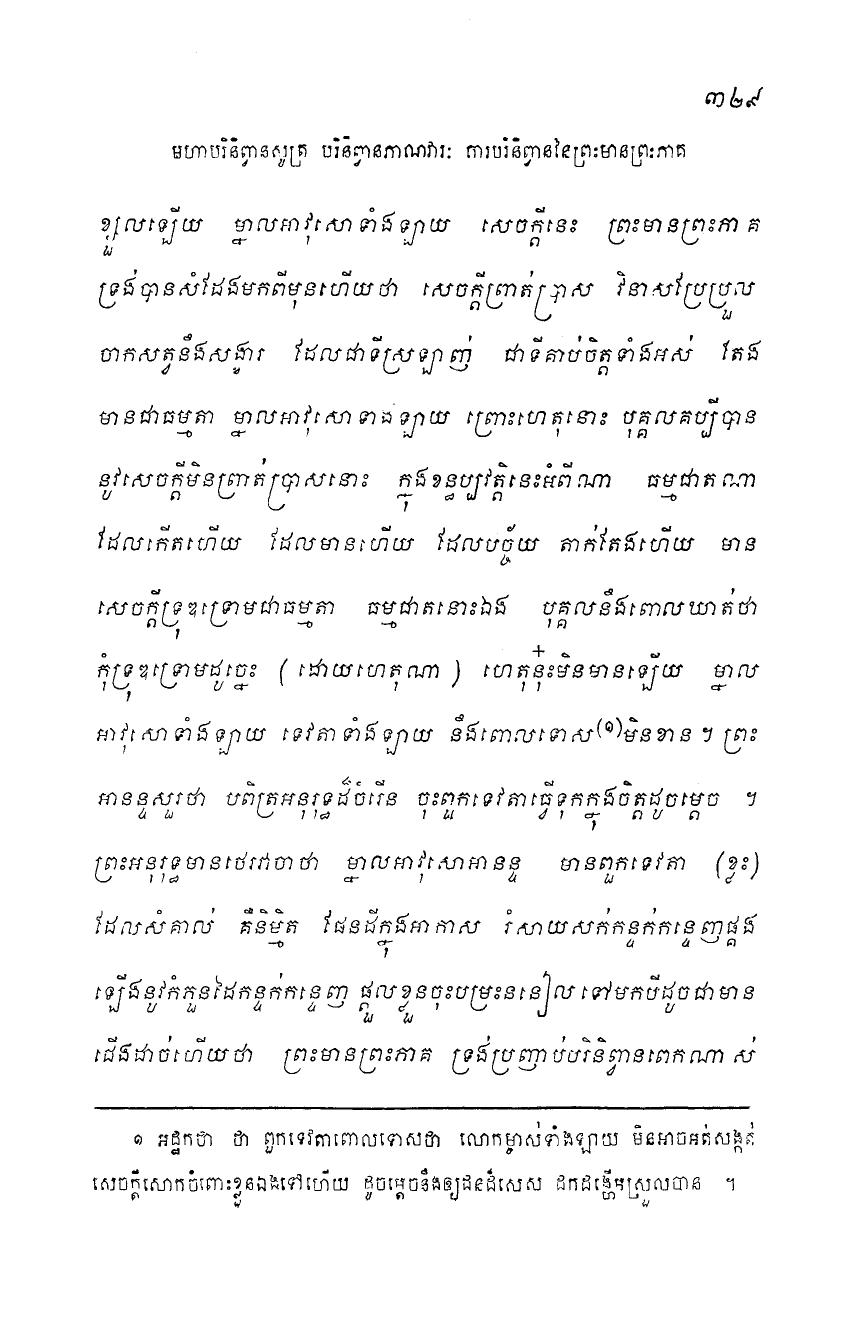 ៣២៩
មហាបរិនិព្វានសូត្រ បរិនិព្វានភាណវារៈ ការបរិនិព្វាននៃព្រះមានព្រះភាគ
ខ្សួលឡើយ ម្នាលអាវុសោទាំងឡាយ សេចក្តីនេះ ព្រះមានព្រះភាគ
ទ្រង់បានសំដែងមកពីមុនហើយថា សេចក្តីព្រាត់ប្រាស វិនាសប្រែប្រួល
ចាកសត្វនឹងសង្ខារ ដែលជាទីស្រឡាញ់ ជាទីគាប់ចិត្តទាំងអស់ តែង
មានជាធម្មតា ម្នាលអាវុសោទាងឡាយ ព្រោះហេតុនោះ បុគ្គលគប្បីបាន
នូវសេចក្តីមិនព្រាត់ប្រាសនោះ ក្នុងខន្ធប្បវត្តិនេះអំពីណា ធម្មជាតណា
ដែលកើតហើយ ដែលមានហើយ ដែលបច្ច័យ តាក់តែងហើយ មាន
សេចក្តីទ្រុឌទ្រោមជាធម្មតា ធម្មជាតនោះឯង បុគ្គលនឹងពោលឃាត់ថា
កុំទ្រុឌទ្រោមដូច្នេះ ( ដោយហេតុណា ) ហេតុនុ៎ះមិនមានឡើយ ម្នាល
អាវុសោទាំងឡាយ ទេវតាទាំងឡាយ នឹងពោលទោស(១)មិនខាន ។ ព្រះ
អានន្ទសួរថា បពិត្រអនុរុទ្ធដ៏ចំរើន ចុះពួកទេវតាធ្វើទុកក្នុងចិត្តដូចម្តេច ។
ព្រះអនុរុទ្ធមានថេរដីកាថា ម្នាលអាវុសោអានន្ទ មានពួកទេវតា (ខ្លះ)
ដែលសំគាល់ គឺនិម្មិត ផែនដីក្នុងអាកាស រំសាយសក់កន្ទក់កន្ទេញផ្គង
ឡើងនូវកំភួនដៃកន្ទក់កន្ទេញ ផ្តួលខ្លួនចុះបម្រះននៀល ទៅមកបីដូចជាមាន
ជើងដាច់ហើយថា ព្រះមានព្រះភាគ ទ្រង់ប្រញាប់បរិនិព្វានពេកណាស់
១ អដ្ឋកថា ថា ពួកទេវតាពោលទោសថា លោកម្ចាស់ទាំងឡាយ មិនអាចអត់សង្កត់
សេចក្តីសោកចំពោះខ្លួនឯងទៅហើយ ដូចម្តេចនឹងឲ្យជនដ៏សេស ដកដង្ហើមស្រួលបាន ។